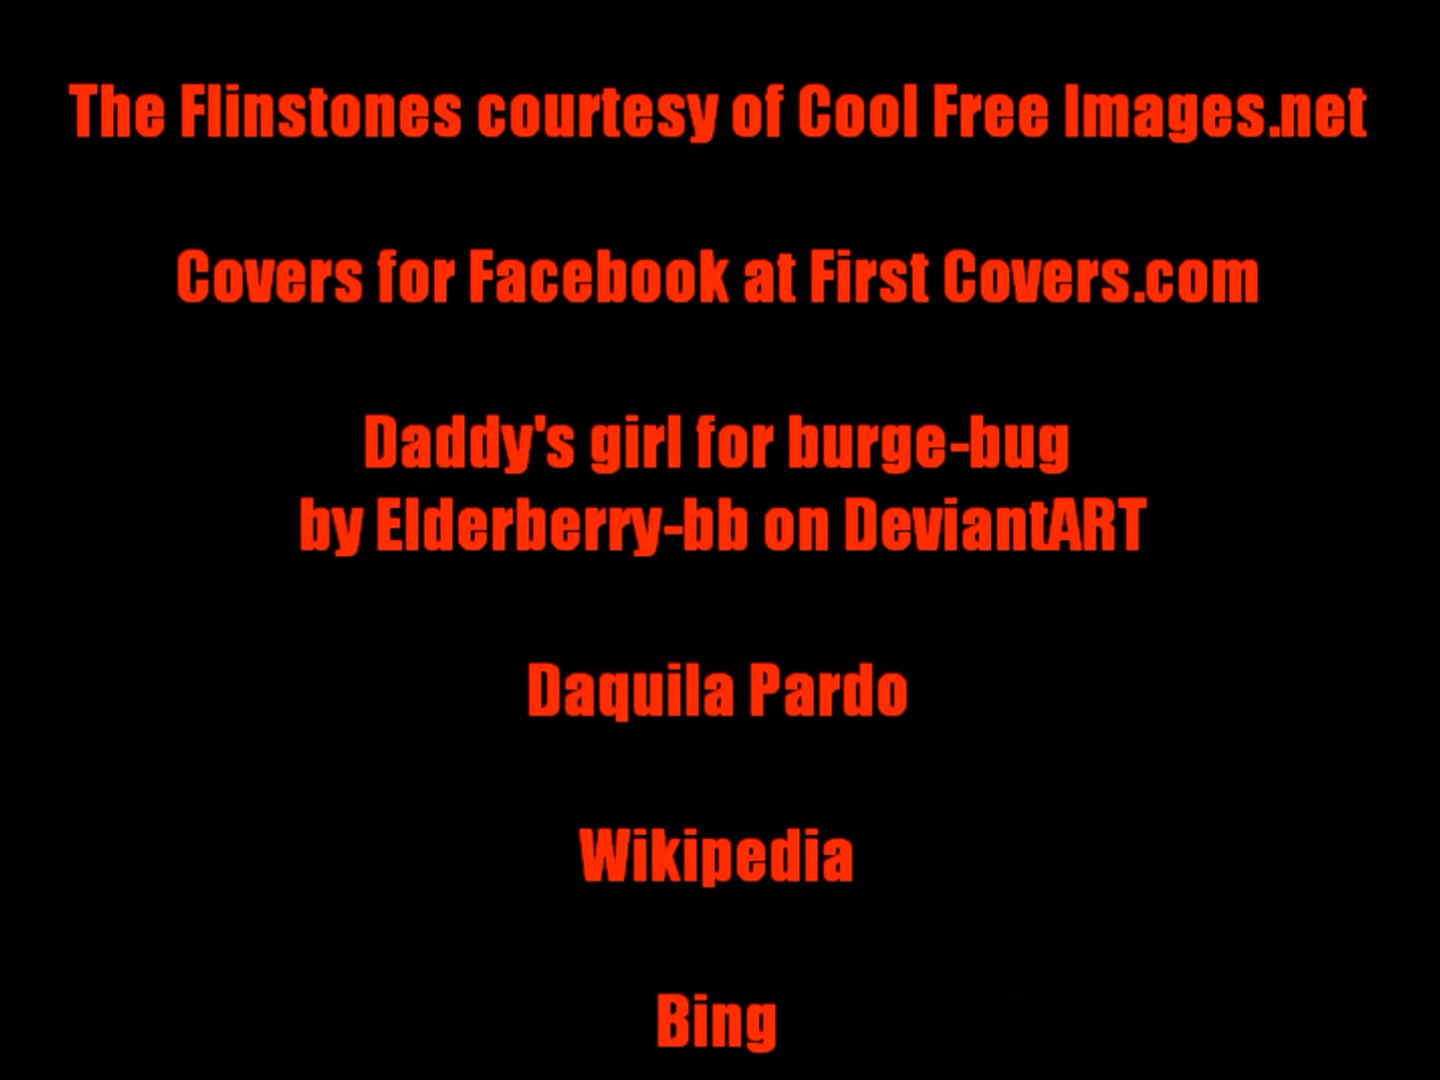 The Flinstones courtesy of Cool Free Images.net
Covers for Facebook at First Covers.com
Daddy's girl for burge-bug
by Elderberry-bb on DeviantART
Daquila Pardo
Wikipedia
Bing